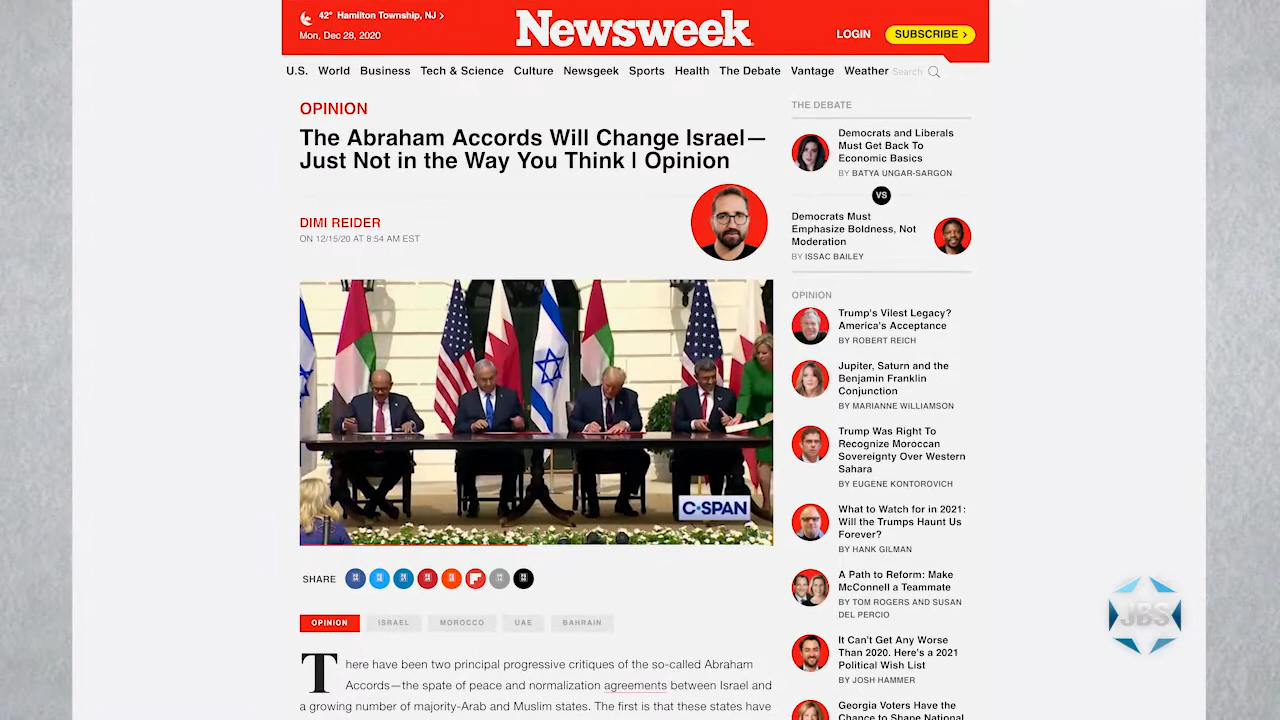 42° Hamilton Township, NJ >
Mon, Dec 28, 2020
Newsweek
LOGIN
SUBSCRIBE >
U.S. World Business Tech & Science Culture Newsgeek Sports Health The Debate Vantage Weather Search
OPINION
The Abraham Accords Will Change Israel—
Just Not in the Way You Think | Opinion
DIMI REIDER
ON 12/15/20 AT 8:54 AM EST
C-SPAN
SHARE
OPINION ISRAEL MOROCCO UAE BAHRAIN
There have been two principal progressive critiques of the so-called Abraham
Accords—the spate of peace and normalization agreements between Israel and
a growing number of majority-Arab and Muslim states. The first is that these states have
THE DEBATE
Democrats and Liberals
Must Get Back To
Economic Basics
BY BATYA UNGAR-SARGON
VS
Democrats Must
Emphasize Boldness, Not
Moderation
BY ISSAC BAILEY
OPINION
Trump's Vilest Legacy?
America's Acceptance
BY ROBERT REICH
Jupiter, Saturn and the
Benjamin Franklin
Conjunction
BY MARIANNE WILLIAMSON
Trump Was Right To
Recognize Moroccan
Sovereignty Over Western
Sahara
BY EUGENE KONTOROVICH
What to Watch for in 2021:
Will the Trumps Haunt Us
Forever?
BY HANK GILMAN
A Path to Reform: Make
McConnell a Teammate
BY TOM ROGERS AND SUSAN
DEL PERCIO
It Can't Get Any Worse
Than 2020. Here's a 2021
Political Wish List
BY JOSH HAMMER
Georgia Voters Have the
Chance to Shape National
JBS